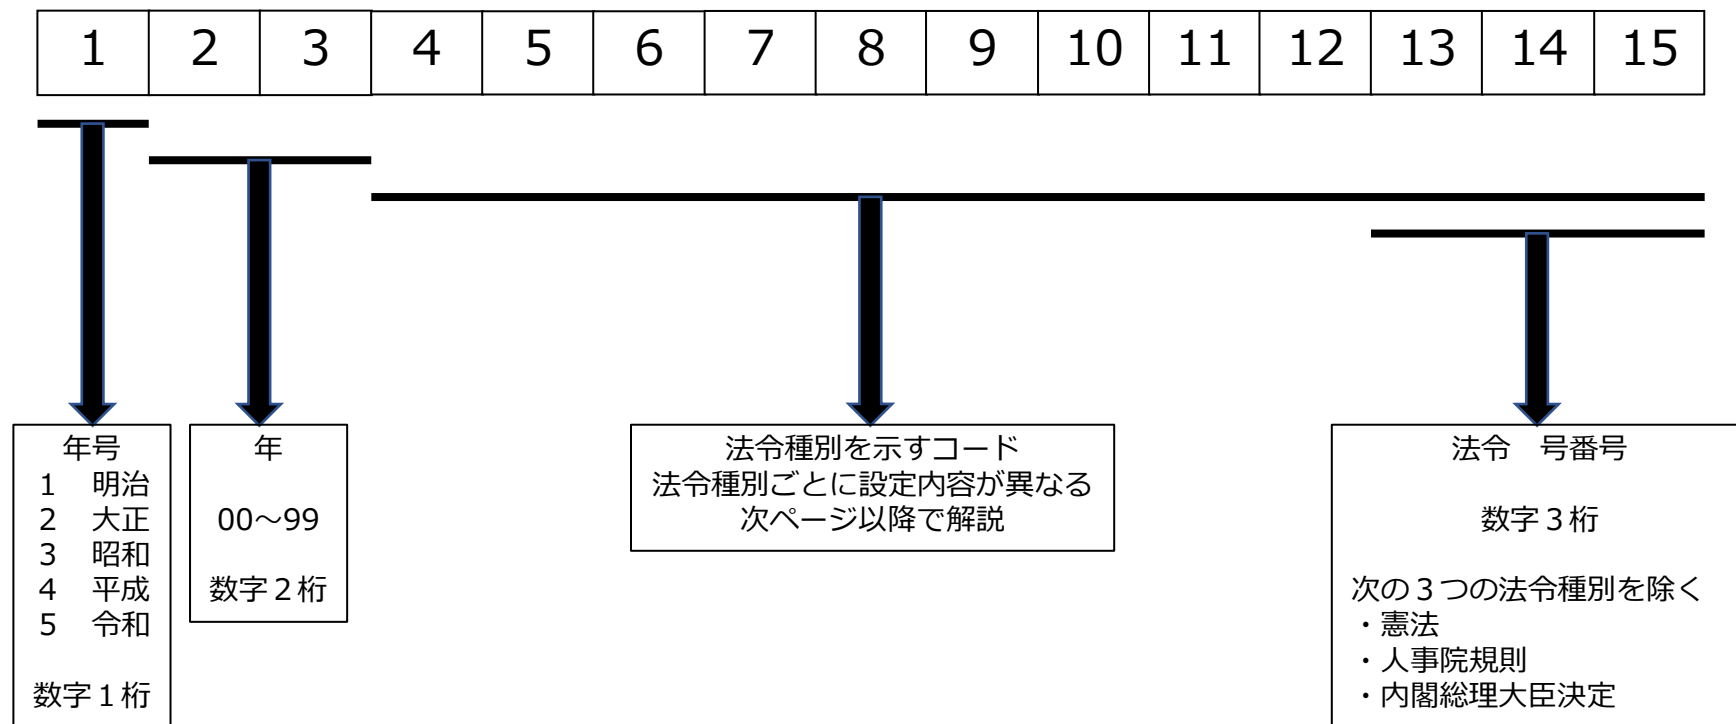 1 2 3 4 5 6 7 8 9 10 11 12 13 14 15
年号
1 明治
2 大正
3 昭和
4 平成
5 令和
数字1桁
年
00~99
数字2桁
法令種別を示すコード
法令種別ごとに設定内容が異なる
次ページ以降で解説
法令 号番号
数字3桁
次の3つの法令種別を除く
・憲法
・人事院規則
・内閣総理大臣決定